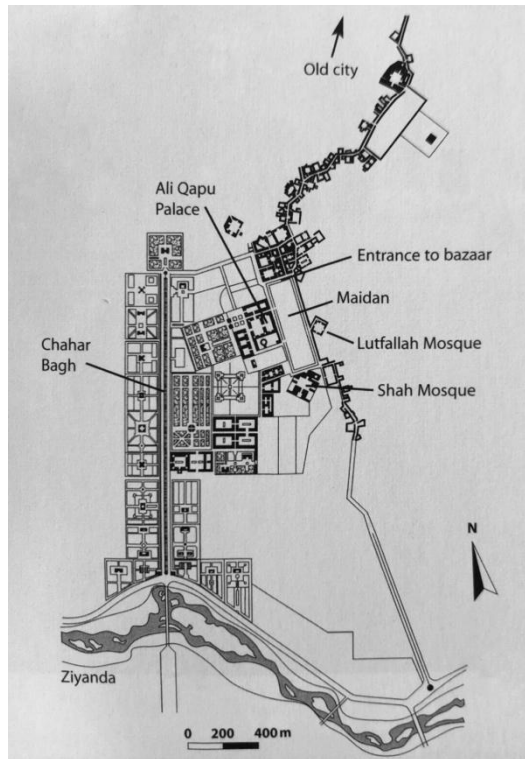 Old city
Ali Qapu
Palace
Entrance to bazaar
Maidan
Chahar
Bagh
Lutfallah Mosque
Shah Mosque
N
Ziyanda
0 200 400 m